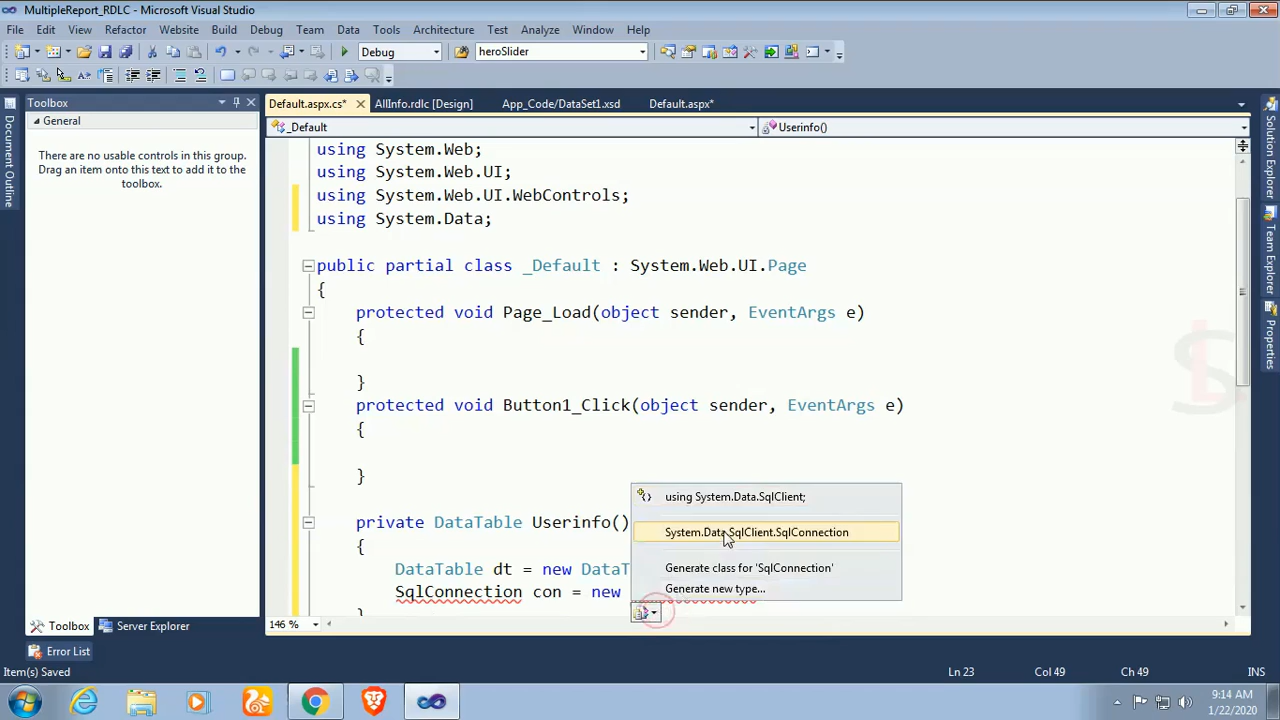 MultipleReport_RDLC - Microsoft Visual Studio
File Edit View Refactor Website Build Debug Team Data Tools Architecture Test Analyze Window Help
Debug heroSlider
Toolbox
Default.aspx.cs* AllInfo.rdlc [Design] App_Code/DataSet1.xsd Default.aspx*
General
_Default Userinfo()
There are no usable controls in this group.
Drag an item onto this text to add it to the
toolbox.
Document Outline
Solution Explorer
Team Explorer
Properties
using System.Web;
using System.Web.UI;
using System.Web.UI.WebControls;
using System.Data;
public partial class _Default : System.Web.UI.Page
{
protected void Page_Load(object sender, EventArgs e)
{
}
protected void Button1_Click(object sender, EventArgs e)
{
}
private DataTable Userinfo()
{
DataTable dt = new DataT
SqlConnection con = new
}
using System.Data.SqlClient;
System.Data.SqlClient.SqlConnection
Generate class for 'SqlConnection'
Generate new type...
LS
146 %
Toolbox Server Explorer
Error List
Item(s) Saved Ln 23 Col 49 Ch 49 INS
9:14 AM
1/22/2020